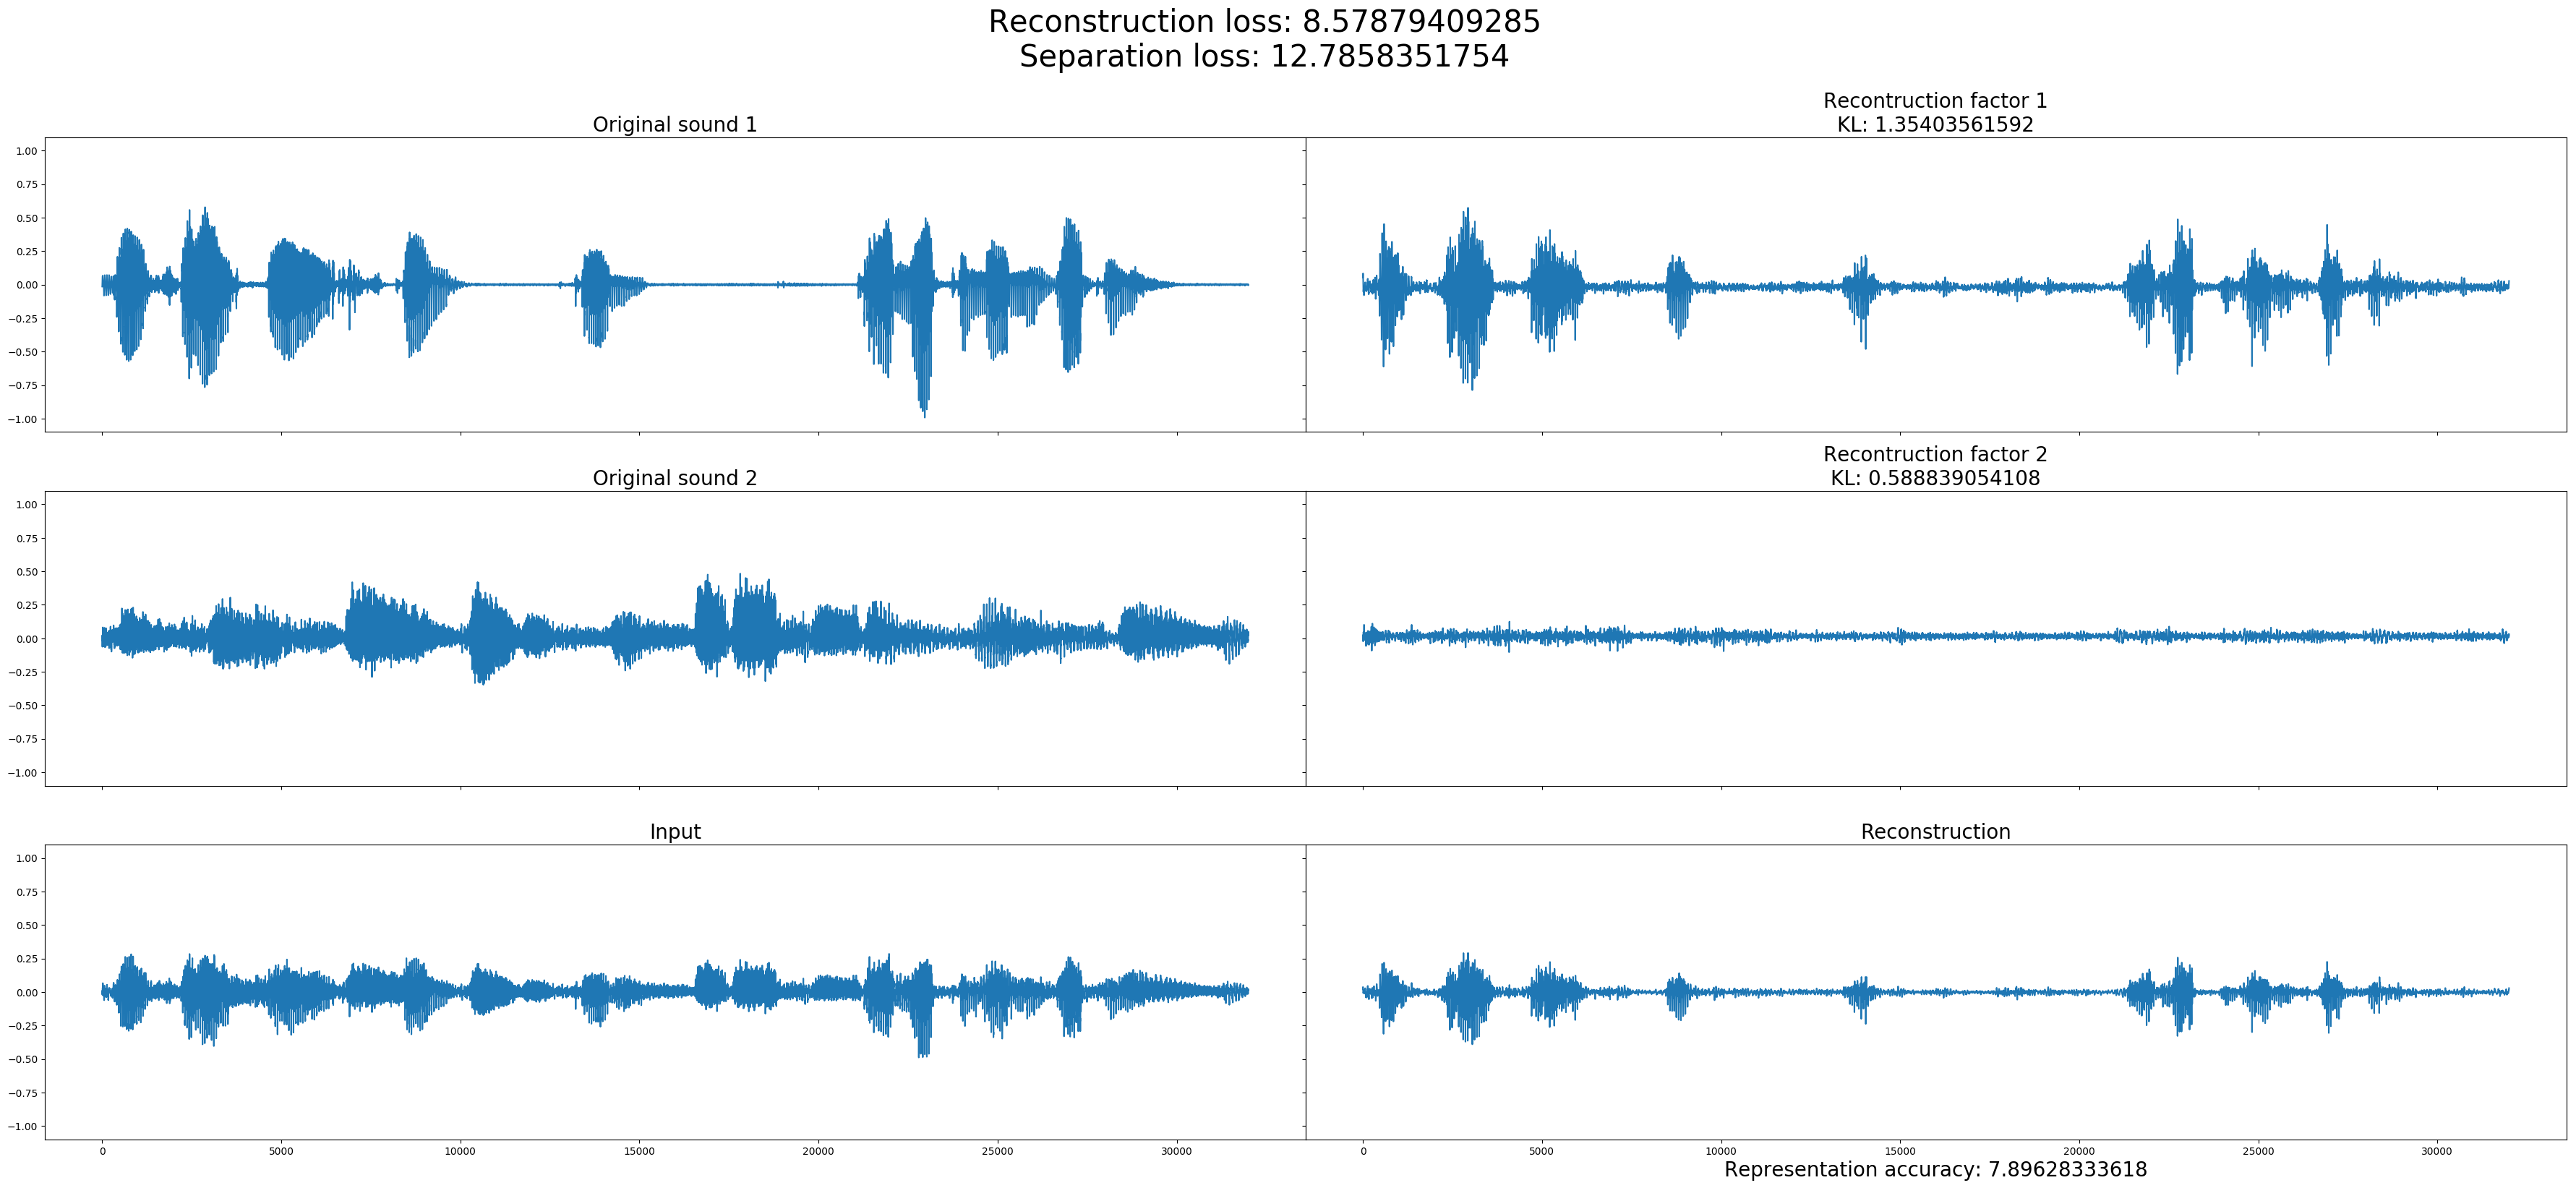 Reconstruction loss: 8.57879409285
Separation loss: 12.7858351754
Original sound 1
Recontruction factor 1
KL: 1.35403561592
1.00
0.75
0.50
0.25
0.00
−0.25
−0.50
−0.75
−1.00
Original sound 2
Recontruction factor 2
KL: 0.588839054108
1.00
0.75
0.50
0.25
0.00
−0.25
−0.50
−0.75
−1.00
Input
Reconstruction
1.00
0.75
0.50
0.25
0.00
−0.25
−0.50
−0.75
−1.00
0 5000 10000 15000 20000 25000 30000
0 5000 10000 15000 20000 25000 30000
Representation accuracy: 7.89628333618